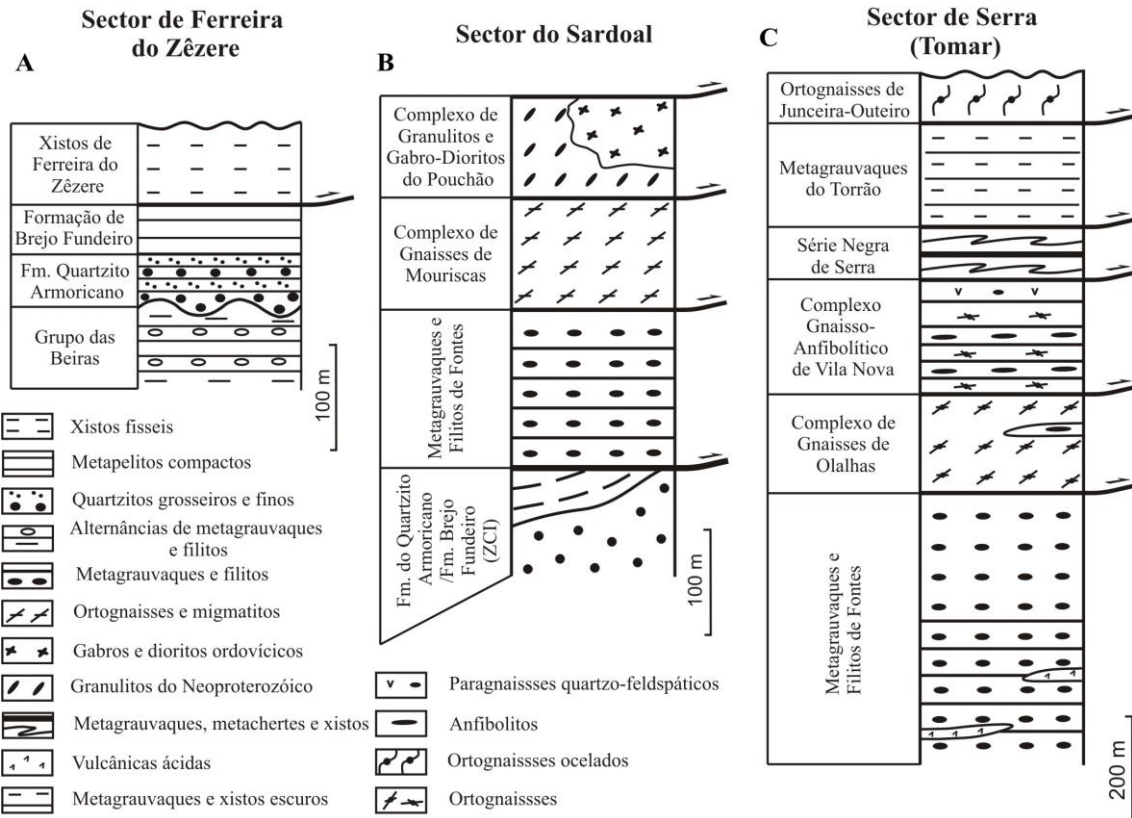 Sector de Ferreira
do Zêzere
A
Xistos de
Ferreira do
Zêzere
Formação de
Brejo Fundeiro
Fm. Quartzito
Armoricano
Grupo das
Beiras
100 m
Xistos fisseis
Metapelitos compactos
Quartzitos grosseiros e finos
Alternâncias de metagrauvaques
e filitos
Metagrauvaques e filitos
Ortognaisses e migmatitos
Gabros e dioritos ordovícicos
Granulitos do Neoproterozóico
Metagrauvaques, metachertes e xistos
Vulcânicas ácidas
Metagrauvaques e xistos escuros
Sector do Sardoal
B
Complexo de
Granulitos e
Gabro-Dioritos
do Pouchão
Complexo de
Gnaisses de
Mouriscas
Metagrauvaques e
Filitos de Fontes
Fm. do Quartzito
Armoricano
/Fm. Brejo
Fundeiro
(ZCI)
100 m
Paragnaissses quartzo-feldspáticos
Anfibolitos
Ortognaissses ocelados
Ortognaissses
Sector de Serra
(Tomar)
C
Ortognaisses de
Junceira-Outeiro
Metagrauvaques
do Torrão
Série Negra
de Serra
Complexo
Gnaisso-
Anfibolítico
de Vila Nova
Complexo de
Gnaisses de
Olalhas
Metagrauvaques e
Filitos de Fontes
200 m